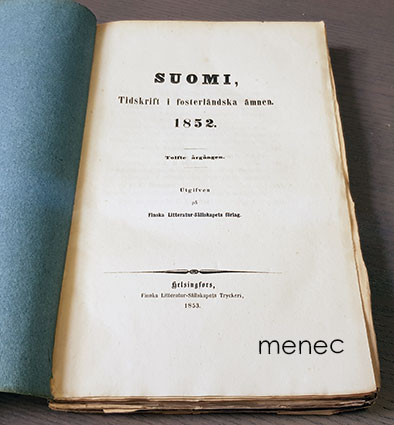 SUOMI,
Tidskrift i fosterländska ämnen.
1852.
Tolfte årgången.
Utgifven
på
Finska Litteratur-Sällskapets förlag.
Helsingfors,
Finska Litteratur-Sällskapets Tryckeri,
1853.
menec